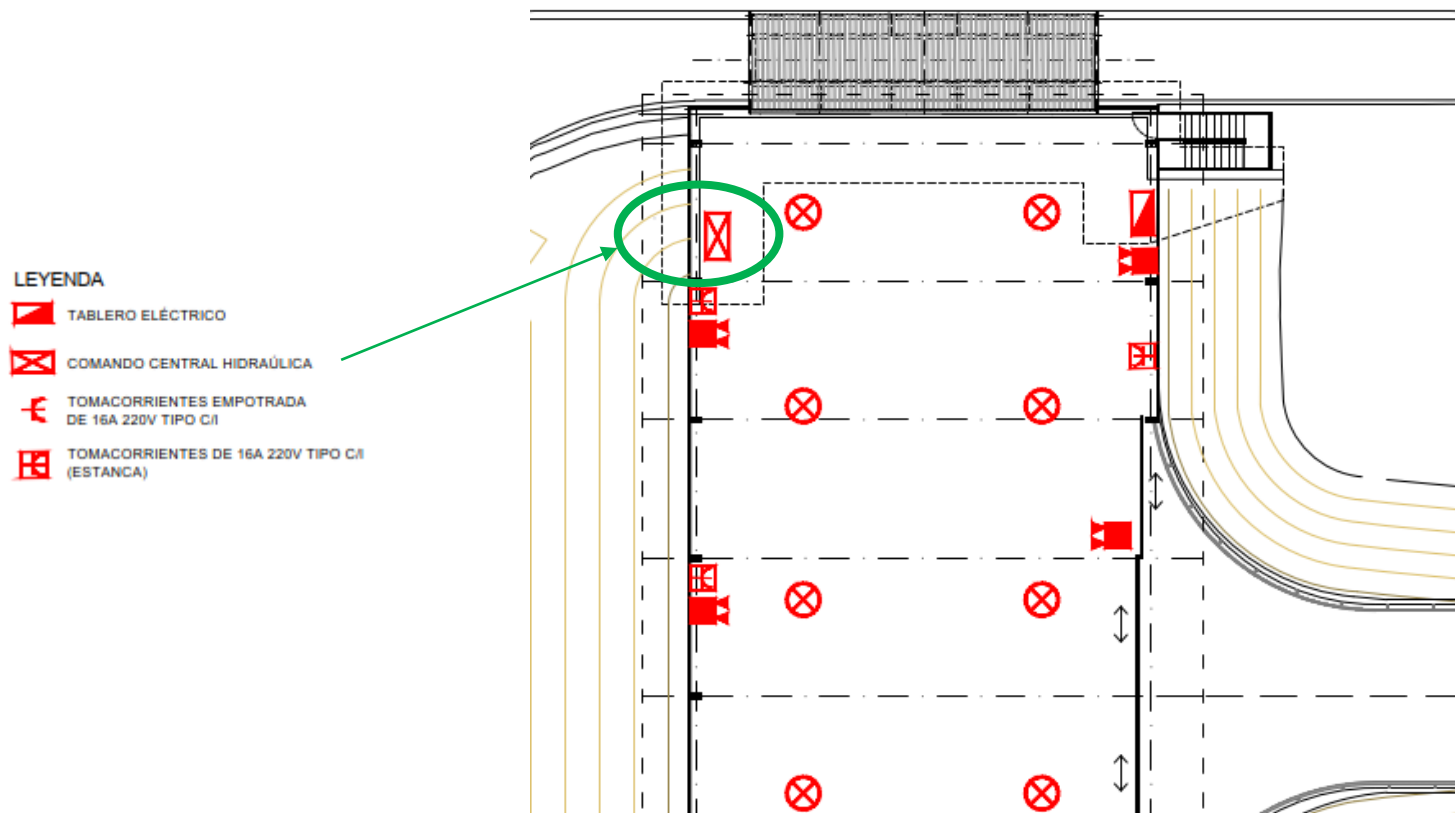 LEYENDA
TABLERO ELÉCTRICO
COMANDO CENTRAL HIDRAÚLICA
TOMACORRIENTES EMPOTRADA
DE 16A 220V TIPO C/I
TOMACORRIENTES DE 16A 220V TIPO C/I
(ESTANCA)